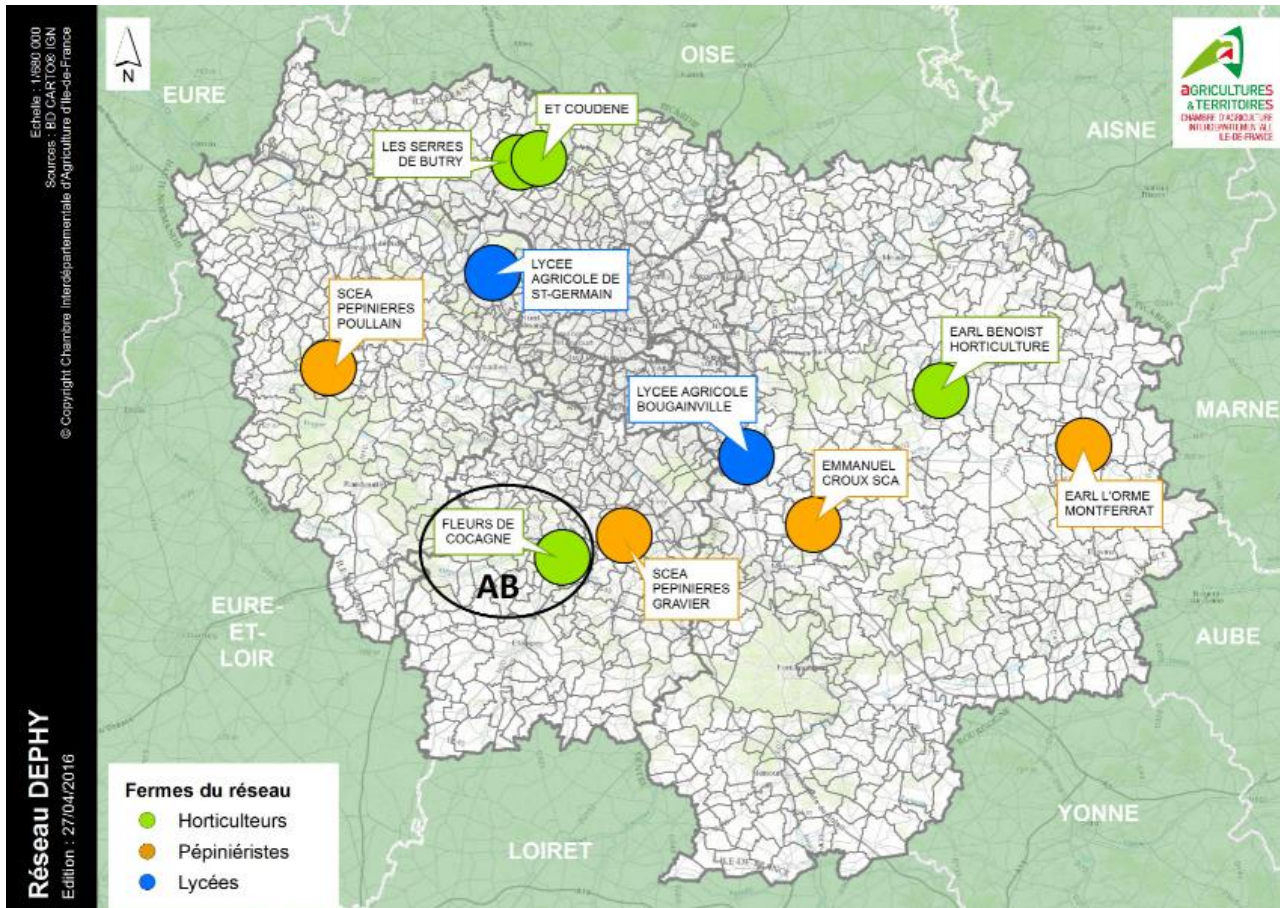 Réseau DEPHY
Edition : 27/04/2016
Echelle : 1/680 000
Sources : BD CARTO® IGN
© Copyright Chambre Interdépartementale d'Agriculture d'Ile-de-France
N
OISE
EURE
AISNE
MARNE
AUBE
YONNE
LOIRET
EURE-
ET-
LOIR
AGRICULTURES
& TERRITOIRES
CHAMBRE D'AGRICULTURE
INTERDEPARTEMENTALE
ILE-DE-FRANCE
ET COUDENE
LES SERRES
DE BUTRY
LYCEE
AGRICOLE DE
ST-GERMAIN
SCEA
PEPINIERES
POULLAIN
EARL BENOIST
HORTICULTURE
LYCEE AGRICOLE
BOUGAINVILLE
EMMANUEL
CROUX SCA
EARL L'ORME
MONTFERRAT
FLEURS DE
COCAGNE
AB
SCEA
PEPINIERES
GRAVIER
Fermes du réseau
Horticulteurs
Pépiniéristes
Lycées